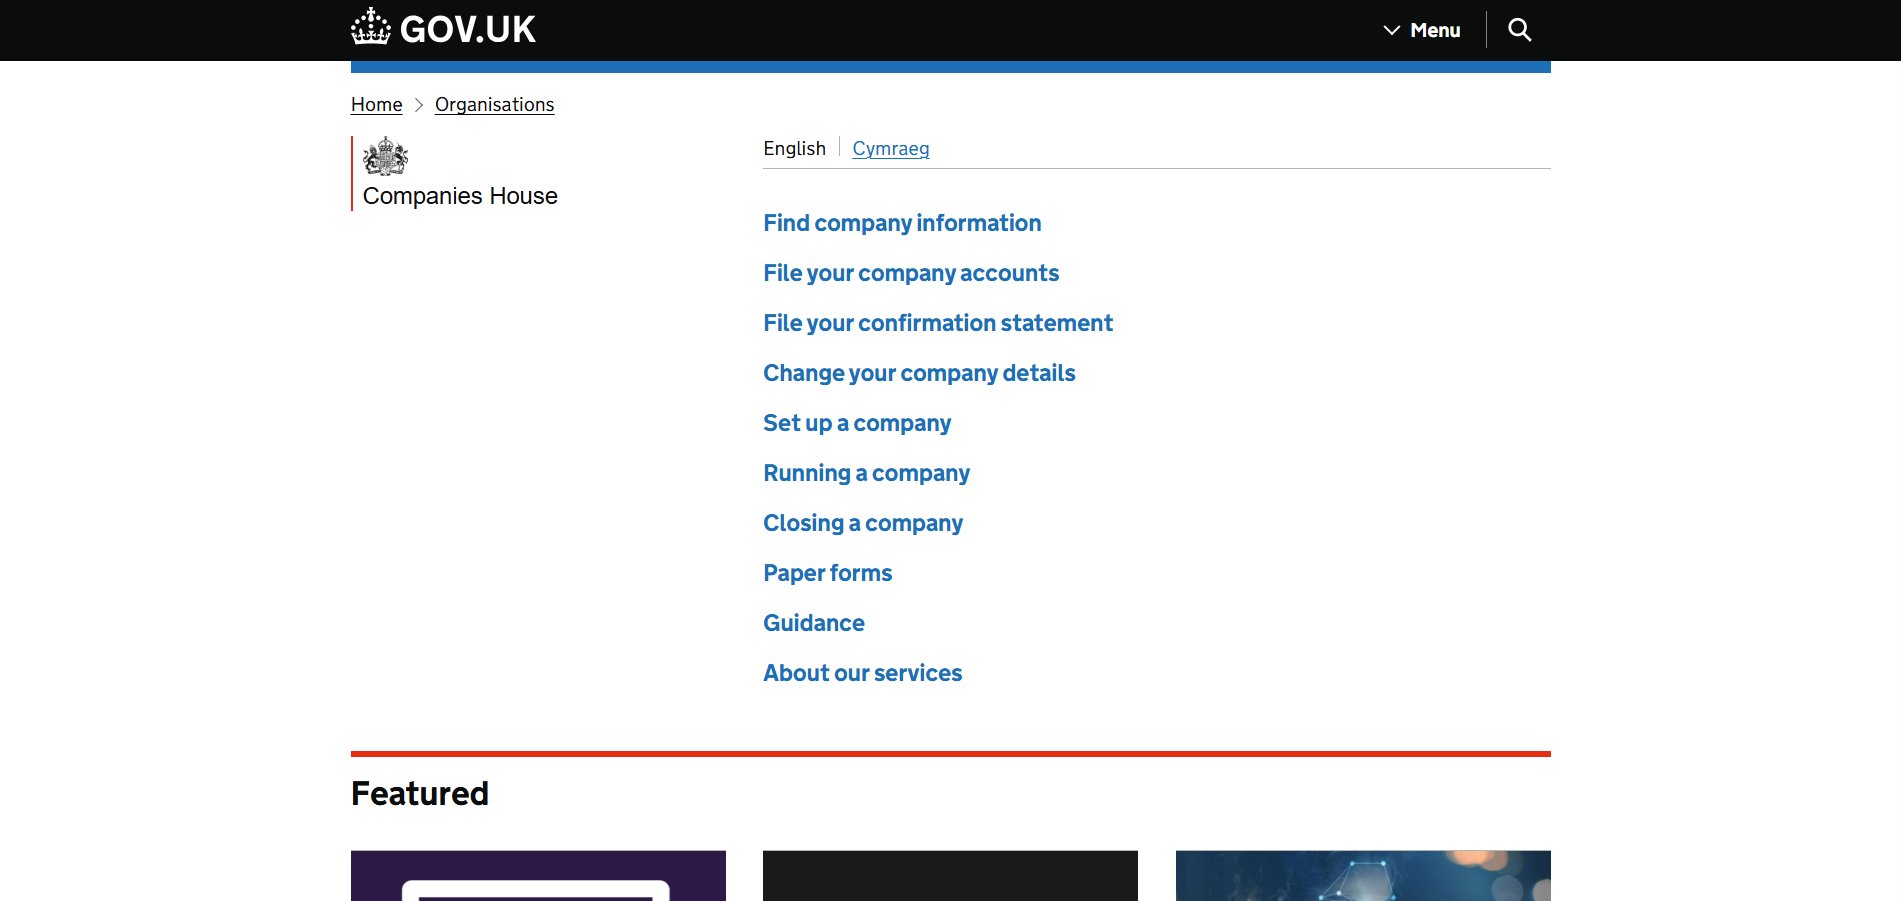 GOV.UK
Menu
Home
Organisations
Companies House
English
Cymraeg
Find company information
File your company accounts
File your confirmation statement
Change your company details
Set up a company
Running a company
Closing a company
Paper forms
Guidance
About our services
Featured